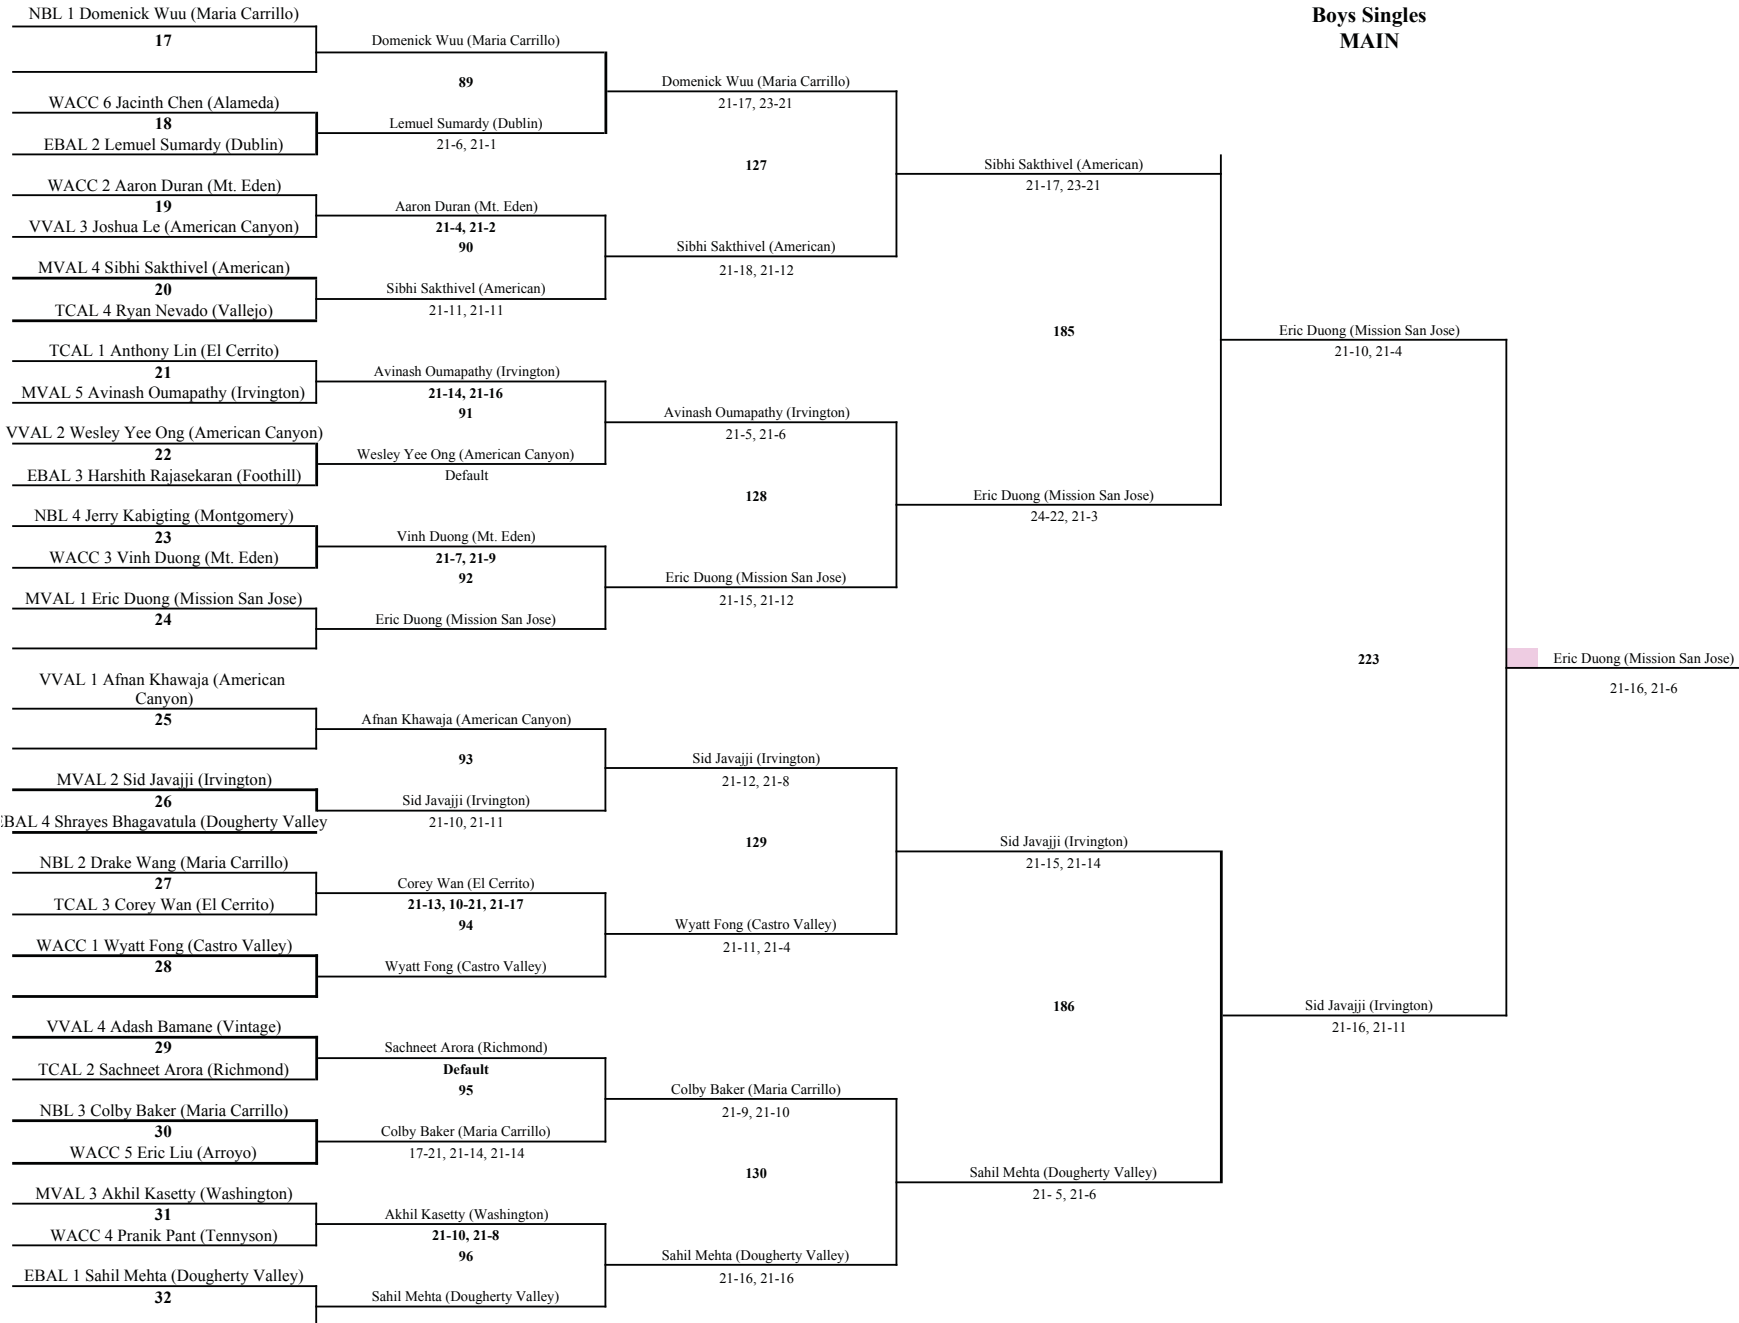 Boys Singles
MAIN
NBL 1 Domenick Wuu (Maria Carrillo)
17
WACC 6 Jacinth Chen (Alameda)
18
EBAL 2 Lemuel Sumardy (Dublin)
WACC 2 Aaron Duran (Mt. Eden)
19
VVAL 3 Joshua Le (American Canyon)
MVAL 4 Sibhi Sakthivel (American)
20
TCAL 4 Ryan Nevado (Vallejo)
TCAL 1 Anthony Lin (El Cerrito)
21
MVAL 5 Avinash Oumapathy (Irvington)
VVAL 2 Wesley Yee Ong (American Canyon)
22
EBAL 3 Harshith Rajasekaran (Foothill)
NBL 4 Jerry Kabigting (Montgomery)
23
WACC 3 Vinh Duong (Mt. Eden)
MVAL 1 Eric Duong (Mission San Jose)
24
VVAL 1 Afnan Khawaja (American
Canyon)
25
MVAL 2 Sid Javajji (Irvington)
26
BAL 4 Shrayes Bhagavatula (Dougherty Valley
NBL 2 Drake Wang (Maria Carrillo)
27
TCAL 3 Corey Wan (El Cerrito)
WACC 1 Wyatt Fong (Castro Valley)
28
VVAL 4 Adash Bamane (Vintage)
29
TCAL 2 Sachneet Arora (Richmond)
NBL 3 Colby Baker (Maria Carrillo)
30
WACC 5 Eric Liu (Arroyo)
MVAL 3 Akhil Kasetty (Washington)
31
WACC 4 Pranik Pant (Tennyson)
EBAL 1 Sahil Mehta (Dougherty Valley)
32
Domenick Wuu (Maria Carrillo)
89
Lemuel Sumardy (Dublin)
21-6, 21-1
Aaron Duran (Mt. Eden)
21-4, 21-2
90
Sibhi Sakthivel (American)
21-11, 21-11
Avinash Oumapathy (Irvington)
21-14, 21-16
91
Wesley Yee Ong (American Canyon)
Default
Vinh Duong (Mt. Eden)
21-7, 21-9
92
Eric Duong (Mission San Jose)
Afnan Khawaja (American Canyon)
93
Sid Javajji (Irvington)
21-10, 21-11
Corey Wan (El Cerrito)
21-13, 10-21, 21-17
94
Wyatt Fong (Castro Valley)
Sachneet Arora (Richmond)
Default
95
Colby Baker (Maria Carrillo)
17-21, 21-14, 21-14
Akhil Kasetty (Washington)
21-10, 21-8
96
Sahil Mehta (Dougherty Valley)
Domenick Wuu (Maria Carrillo)
21-17, 23-21
127
Sibhi Sakthivel (American)
21-18, 21-12
Avinash Oumapathy (Irvington)
21-5, 21-6
128
Eric Duong (Mission San Jose)
21-15, 21-12
Sid Javajji (Irvington)
21-12, 21-8
129
Wyatt Fong (Castro Valley)
21-11, 21-4
Colby Baker (Maria Carrillo)
21-9, 21-10
130
Sahil Mehta (Dougherty Valley)
21-16, 21-16
Sibhi Sakthivel (American)
21-17, 23-21
185
Eric Duong (Mission San Jose)
24-22, 21-3
Sid Javajji (Irvington)
21-15, 21-14
186
Sahil Mehta (Dougherty Valley)
21- 5, 21-6
Eric Duong (Mission San Jose)
21-10, 21-4
223
Sid Javajji (Irvington)
21-16, 21-11
Eric Duong (Mission San Jose)
21-16, 21-6